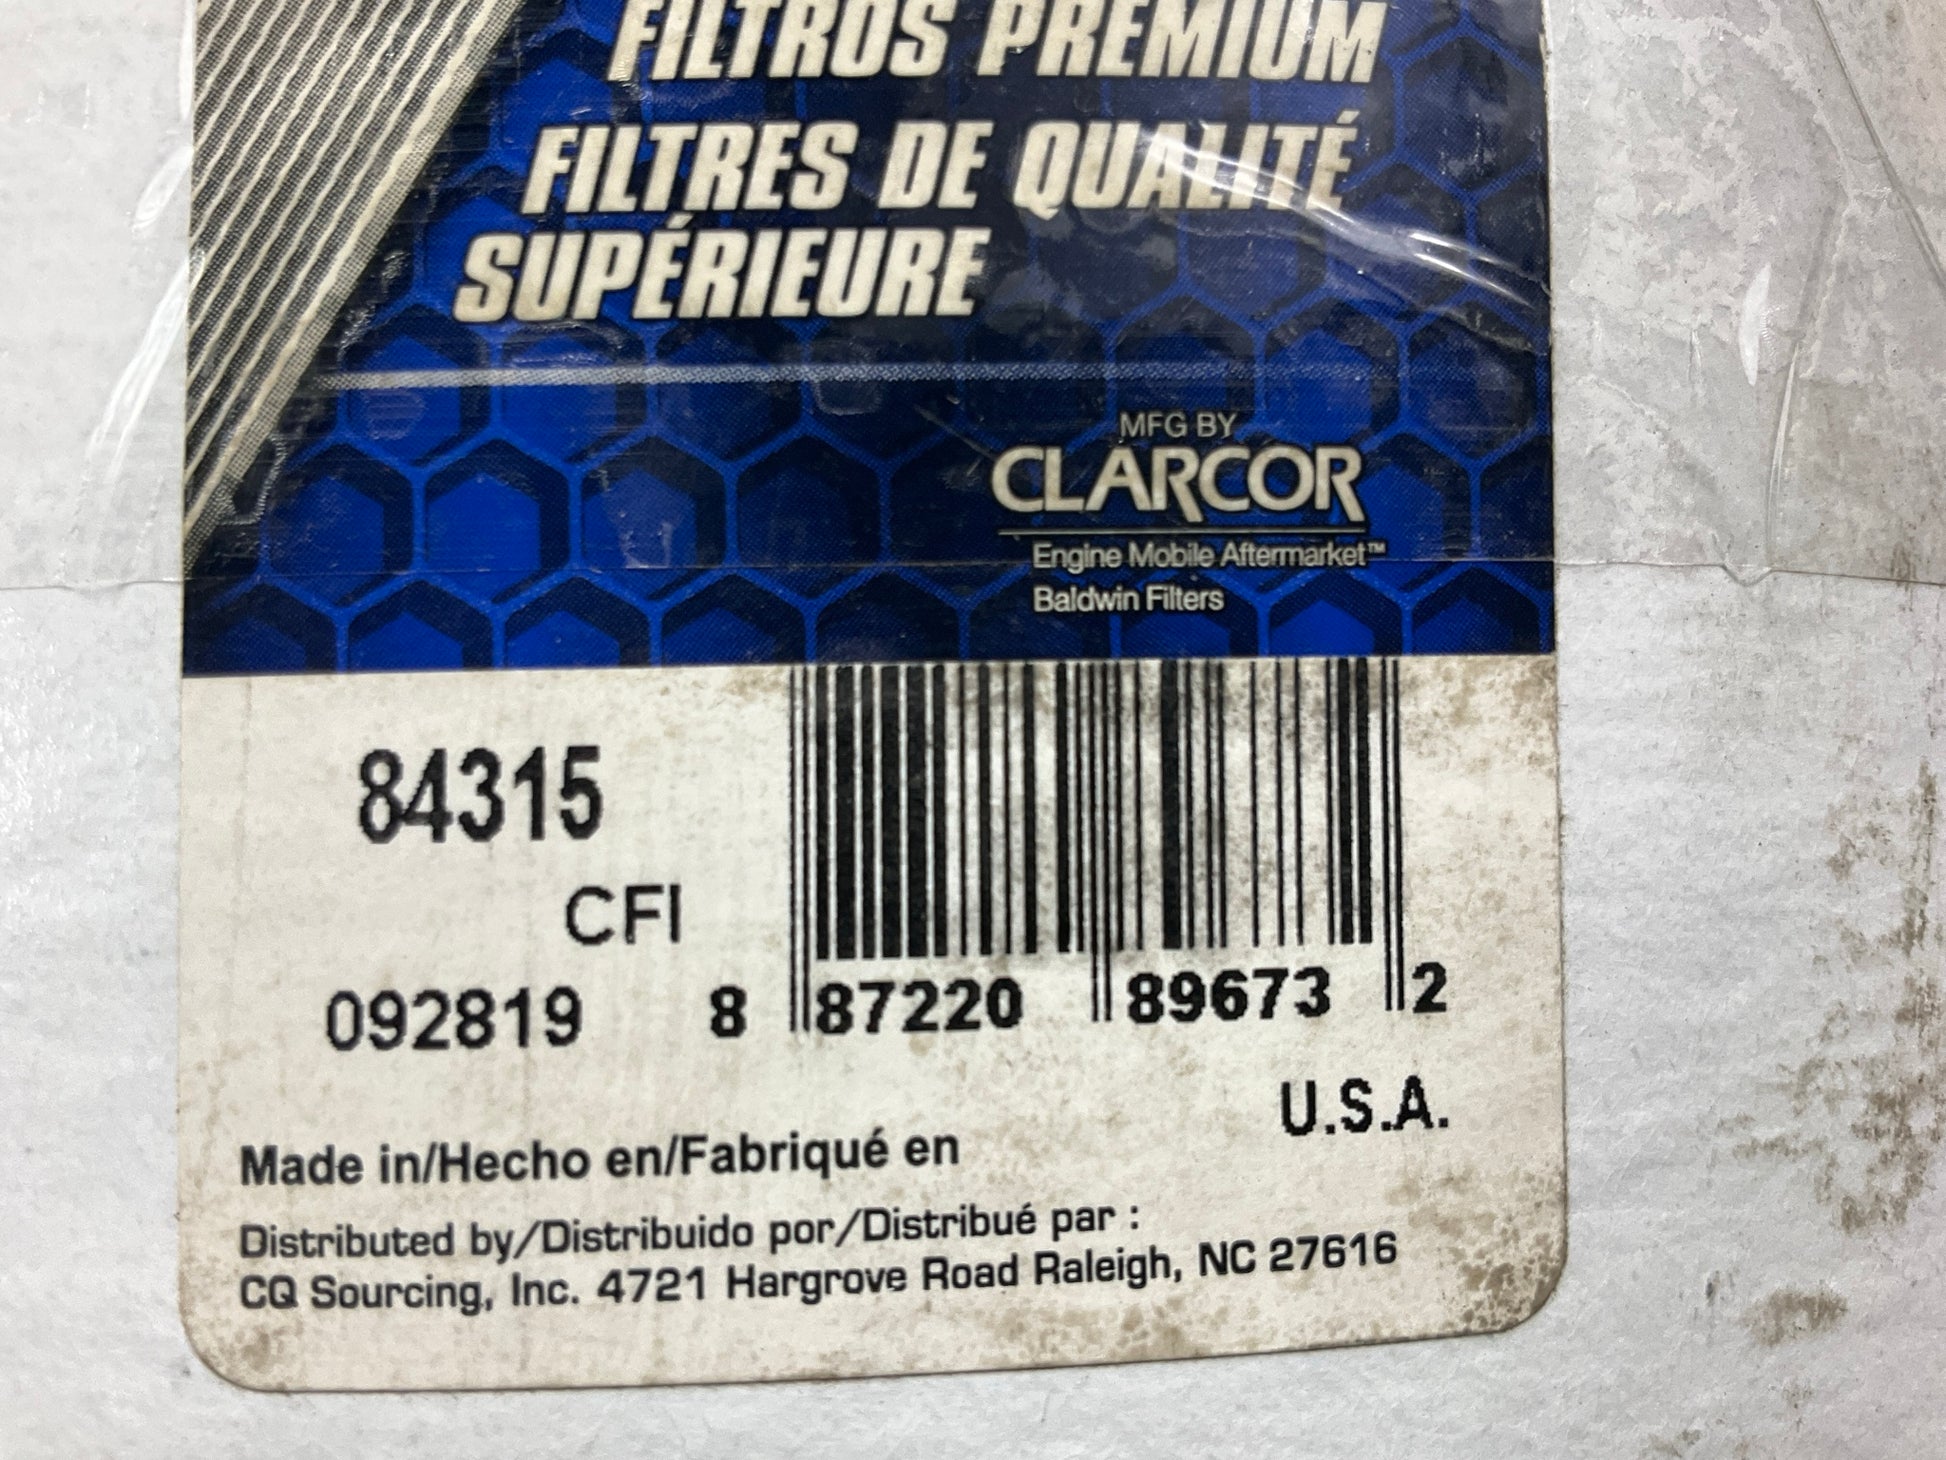 FILTROS PREMIUM
FILTRES DE QUALITÉ
SUPÉRIEURE
MFG BY
CLARCOR
Engine Mobile Aftermarket™
Baldwin Filters
84315
CFI
092819
8 87220 89673 2
U.S.A.
Made in/Hecho en/Fabriqué en
Distributed by/Distribuido por/Distribué par :
CQ Sourcing, Inc. 4721 Hargrove Road Raleigh, NC 27616